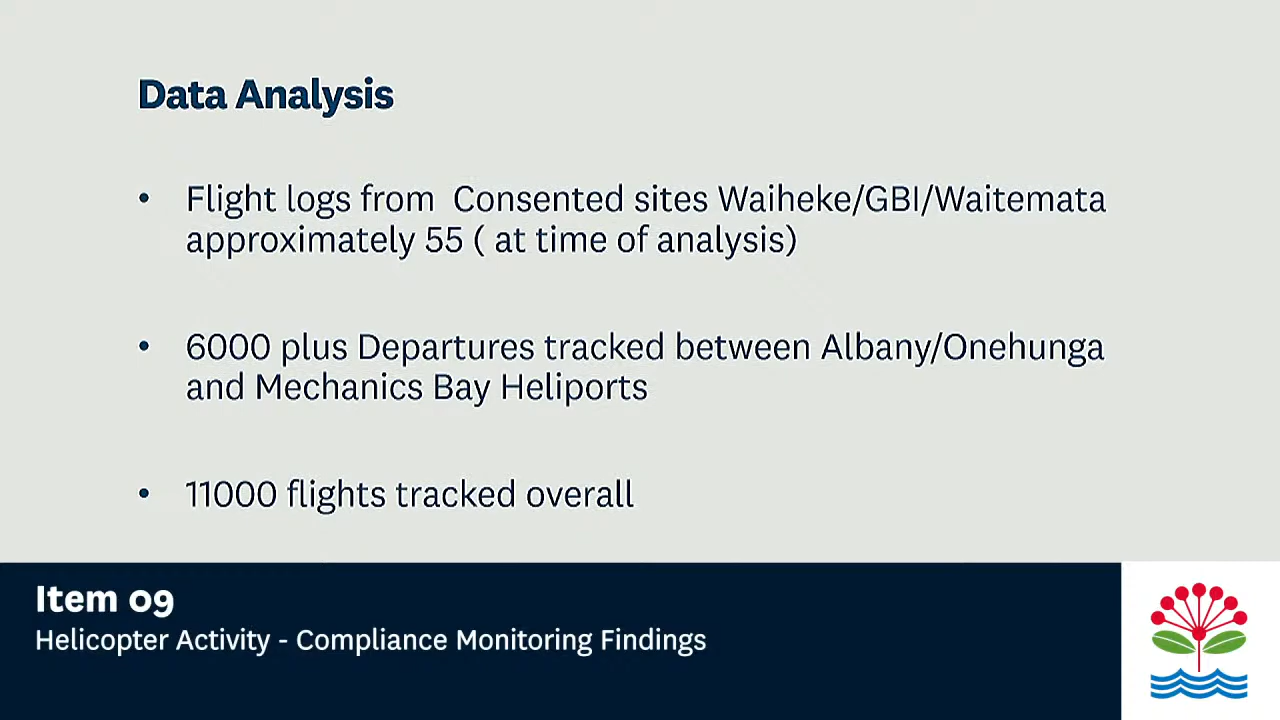 Data Analysis
• Flight logs from  Consented sites Waiheke/GBI/Waitemata
approximately 55 ( at time of analysis)
• 6000 plus Departures tracked between Albany/Onehunga
and Mechanics Bay Heliports
• 11000 flights tracked overall
Item 09
Helicopter Activity - Compliance Monitoring Findings